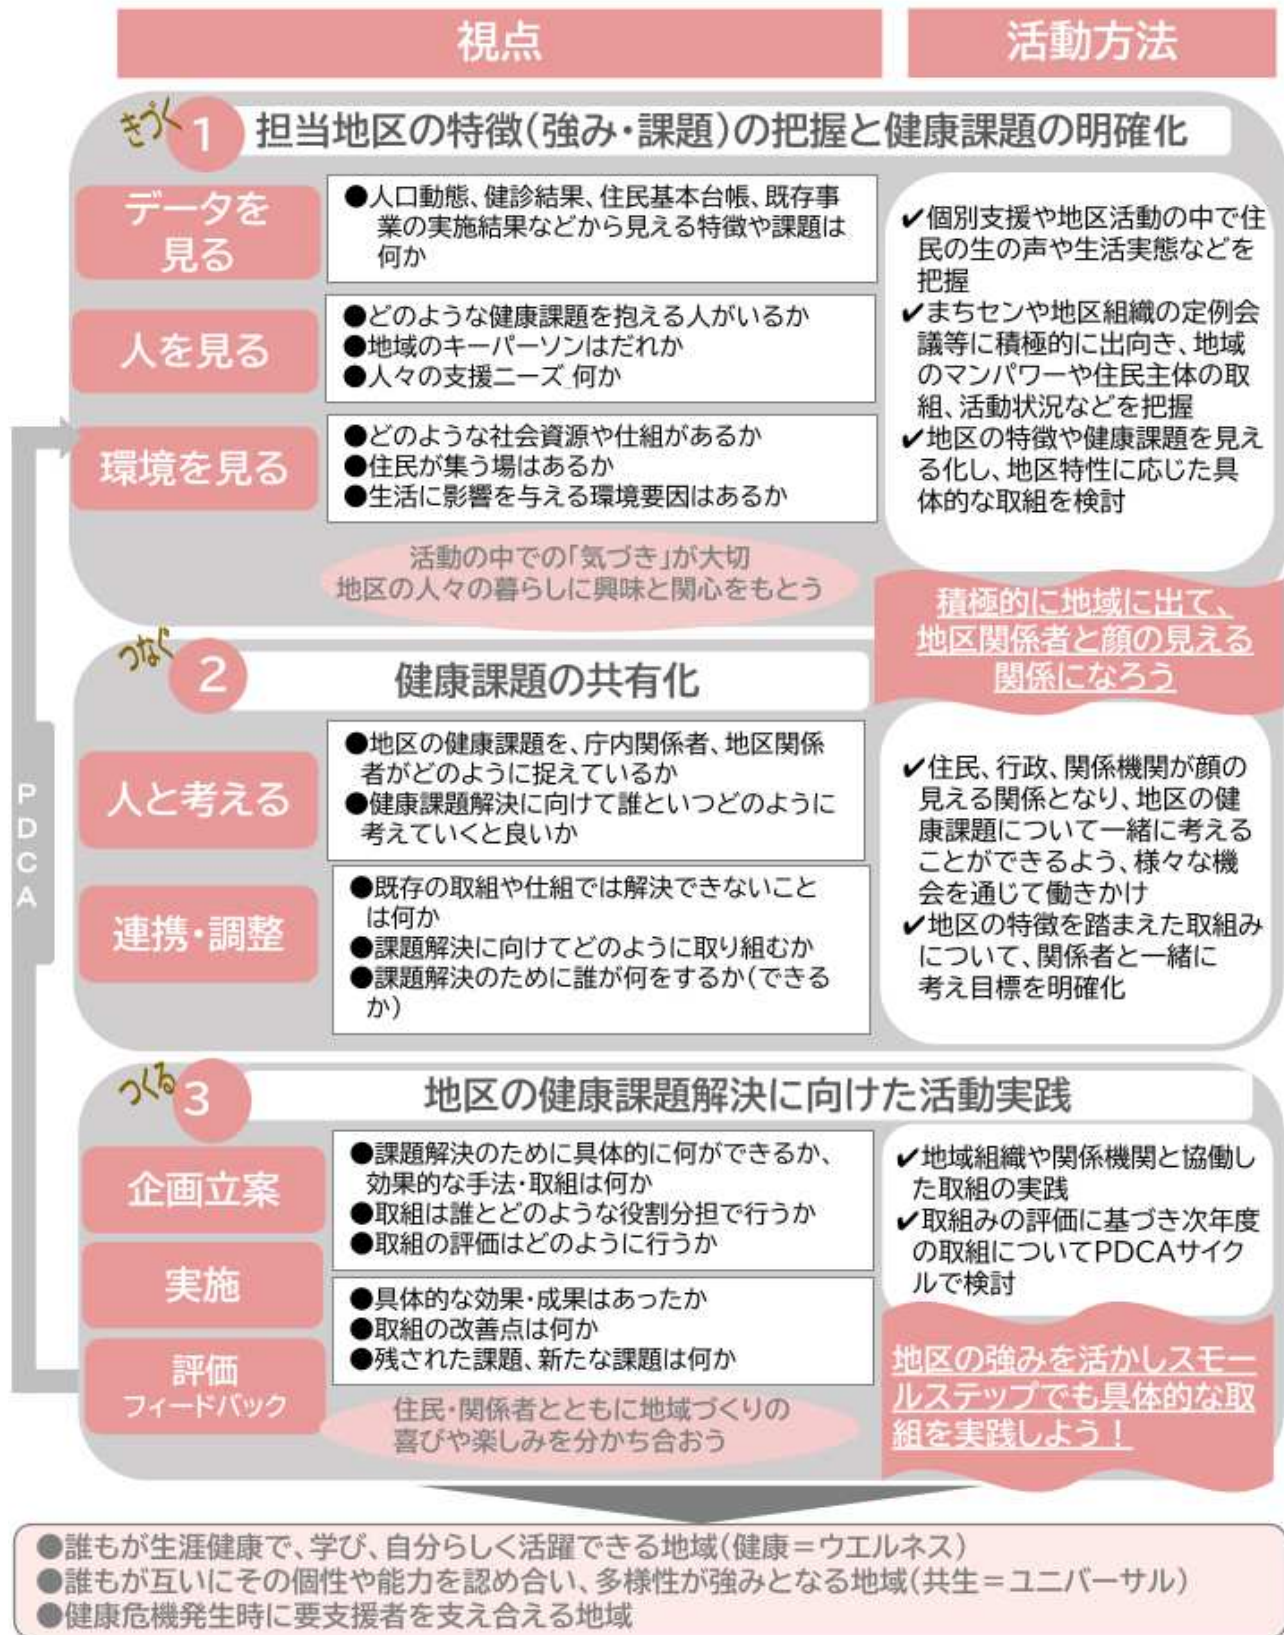 視点
活動方法
きづく
1
担当地区の特徴(強み・課題)の把握と健康課題の明確化
データを
見る
●人口動態、健診結果、住民基本台帳、既存事
業の実施結果などから見える特徴や課題は
何か
人を見る
●どのような健康課題を抱える人がいるか
●地域のキーパーソンはだれか
●人々の支援ニーズ 何か
環境を見る
●どのような社会資源や仕組があるか
●住民が集う場はあるか
●生活に影響を与える環境要因はあるか
活動の中での「気づき」が大切
地区の人々の暮らしに興味と関心をもとう
✔個別支援や地区活動の中で住
民の生の声や生活実態などを
把握
✔まちセンや地区組織の定例会
議等に積極的に出向き、地域
のマンパワーや住民主体の取
組、活動状況などを把握
✔地区の特徴や健康課題を見え
る化し、地区特性に応じた具
体的な取組を検討
積極的に地域に出て、
地区関係者と顔の見える
関係になろう
つなぐ
2
健康課題の共有化
人と考える
●地区の健康課題を、庁内関係者、地区関係
者がどのように捉えているか
●健康課題解決に向けて誰といつどのように
考えていくと良いか
連携・調整
●既存の取組や仕組では解決できないこと
は何か
●課題解決に向けてどのように取り組むか
●課題解決のために誰が何をするか(できる
か)
✔住民、行政、関係機関が顔の
見える関係となり、地区の健
康課題について一緒に考える
ことができるよう、様々な機
会を通じて働きかけ
✔地区の特徴を踏まえた取組み
について、関係者と一緒に
考え目標を明確化
PDCA
つくる
3
地区の健康課題解決に向けた活動実践
企画立案
実施
評価
フィードバック
●課題解決のために具体的に何ができるか、
効果的な手法・取組は何か
●取組は誰とどのような役割分担で行うか
●取組の評価はどのように行うか
●具体的な効果・成果はあったか
●取組の改善点は何か
●残された課題、新たな課題は何か
住民・関係者とともに地域づくりの
喜びや楽しみを分かち合おう
✔地域組織や関係機関と協働し
た取組の実践
✔取組みの評価に基づき次年度
の取組についてPDCAサイク
ルで検討
地区の強みを活かしスモー
ルステップでも具体的な取
組を実践しよう!
●誰もが生涯健康で、学び、自分らしく活躍できる地域(健康=ウエルネス)
●誰もが互いにその個性や能力を認め合い、多様性が強みとなる地域(共生=ユニバーサル)
●健康危機発生時に要支援者を支え合える地域